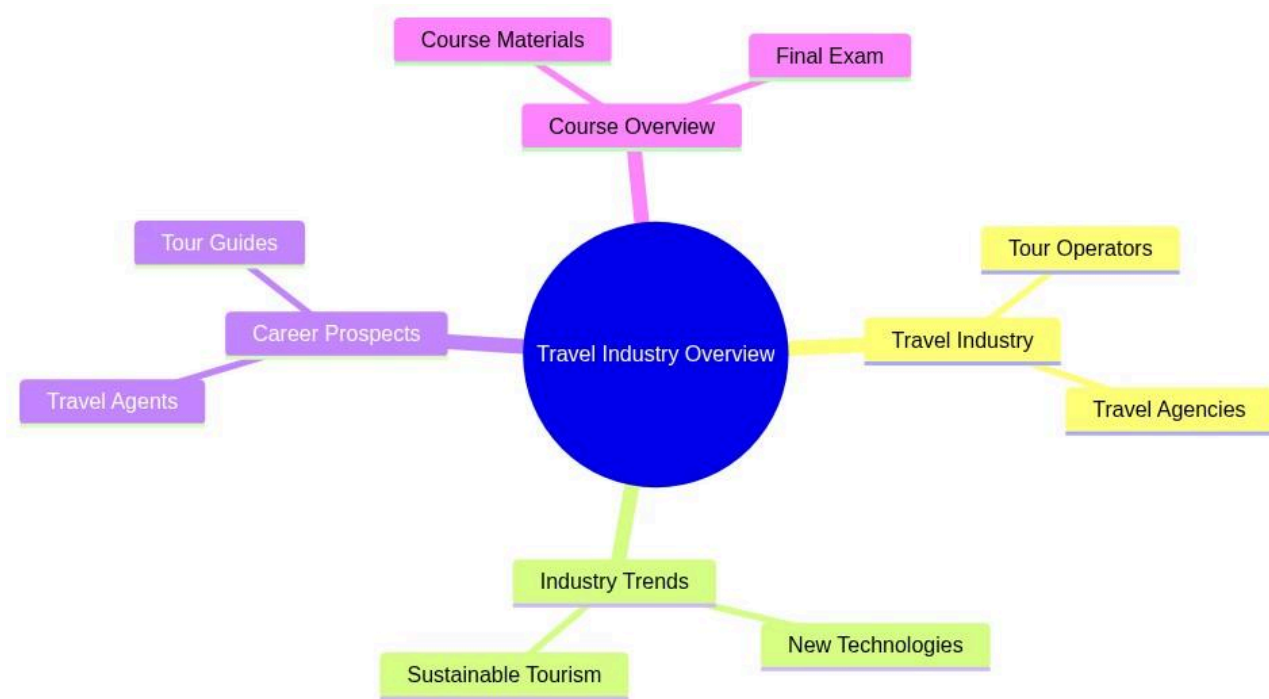 Course Materials
Final Exam
Course Overview
Tour Guides
Tour Operators
Career Prospects
Travel Industry Overview
Travel Industry
Travel Agents
Travel Agencies
Industry Trends
New Technologies
Sustainable Tourism